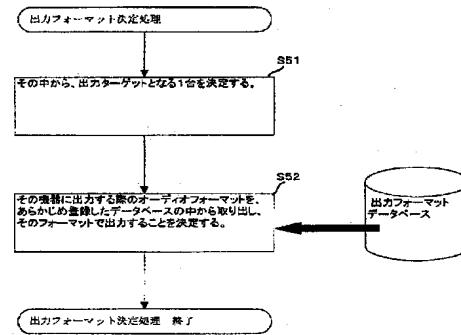 出力フォーマット決定処理
S51
その中から、出力ターゲットとなる1台を決定する。
S52
その機器に出力する際のオーディオフォーマットを、
あらかじめ登録したデータベースの中から取り出し、
そのフォーマットで出力することを決定する。
出力フォーマット
データベース
出力フォーマット決定処理 終了